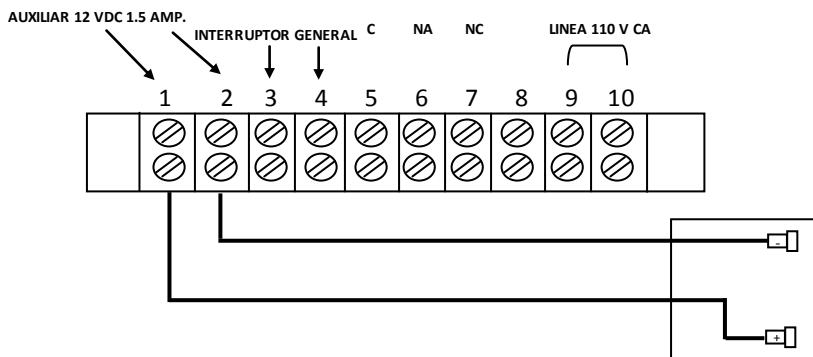 AUXILIAR 12 VDC 1.5 AMP.
INTERRUPTOR GENERAL C NA NC LINEA 110 V CA
1 2 3 4 5 6 7 8 9 10
-
+